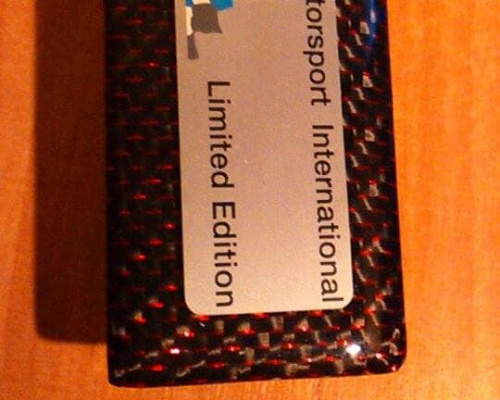 torsport International
Limited Edition